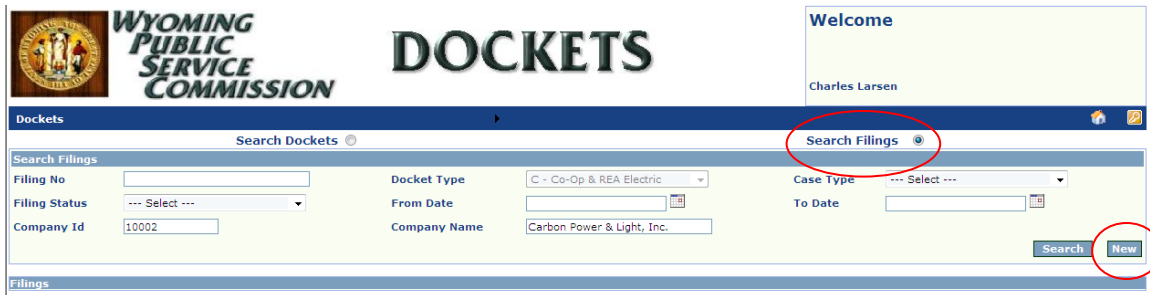 WYOMING
PUBLIC
SERVICE
COMMISSION
DOCKETS
Welcome
Charles Larsen
Dockets
Search Dockets
Search Filings
Search Filings
Filing No
Docket Type C - Co-Op & REA Electric
Case Type --- Select ---
Filing Status --- Select ---
From Date
To Date
Company Id 10002
Company Name Carbon Power & Light, Inc.
Search
New
Filings